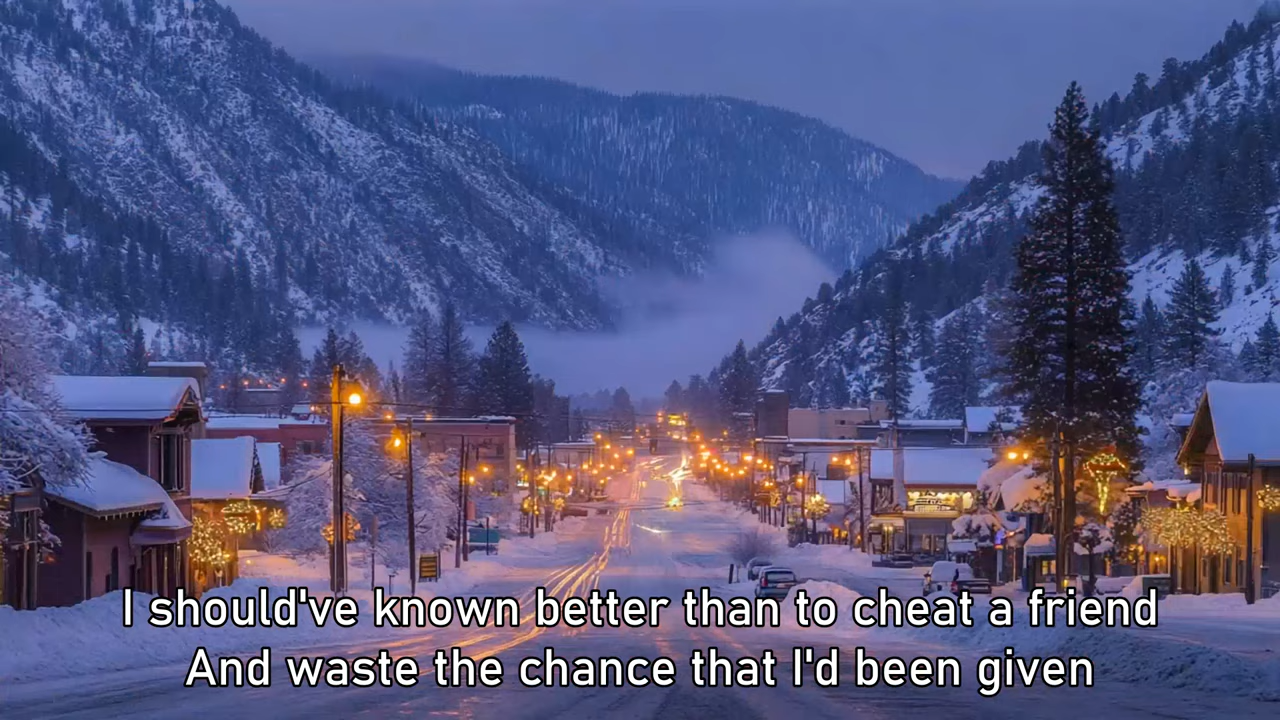 I should've known better than to cheat a friend
And waste the chance that I'd been given